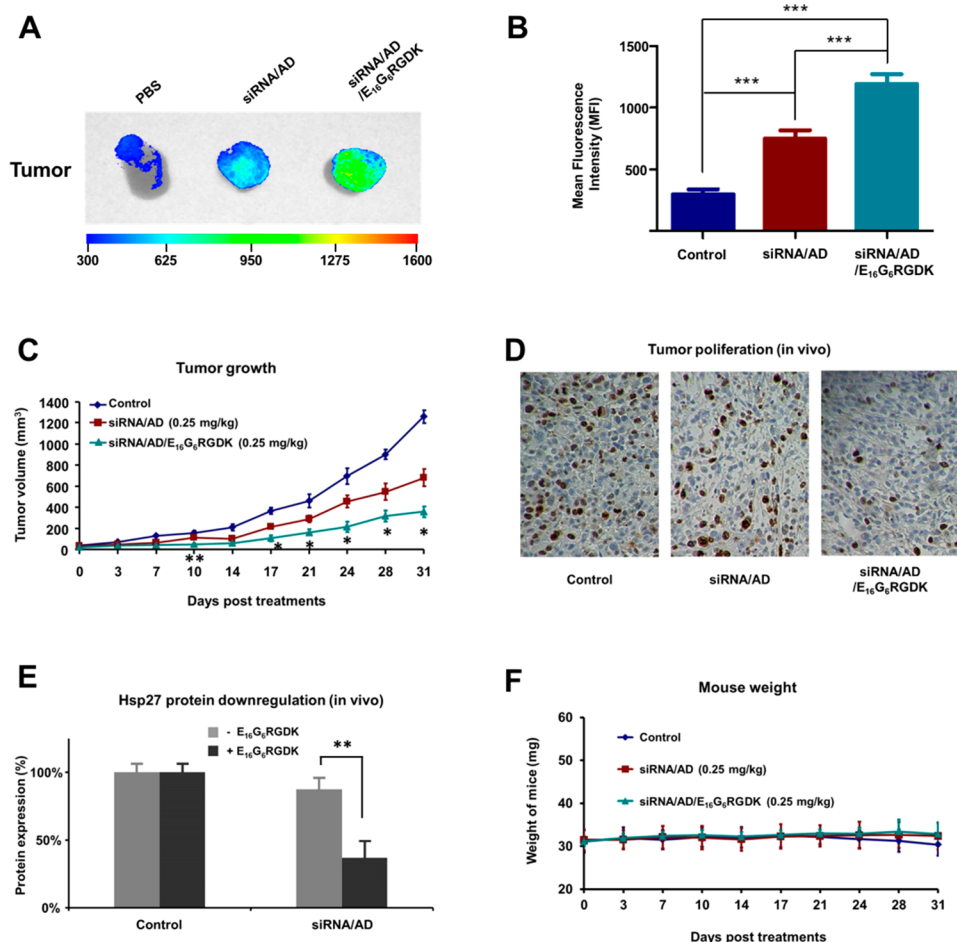 A
PBS
siRNA/AD
siRNA/AD
/E₁₆G₆RGDK
Tumor
300 625 950 1275 1600
B
***
***
***
Mean Fluorescence
Intensity (MFI)
1500
1000
500
Control
siRNA/AD
siRNA/AD
/E₁₆G₆RGDK
C
Tumor growth
Control
siRNA/AD (0.25 mg/kg)
siRNA/AD/E₁₆G₆RGDK (0.25 mg/kg)
Tumor volume (mm³)
1400
1200
1000
800
600
400
200
0
** * * * * *
0 3 7 10 14 17 21 24 28 31
Days post treatments
D
Tumor poliferation (in vivo)
Control
siRNA/AD
siRNA/AD
/E₁₆G₆RGDK
E
Hsp27 protein downregulation (in vivo)
- E₁₆G₆RGDK
+ E₁₆G₆RGDK
**
Protein expression (%)
100%
50%
0%
Control
siRNA/AD
F
Mouse weight
Control
siRNA/AD (0.25 mg/kg)
siRNA/AD/E₁₆G₆RGDK (0.25 mg/kg)
Weight of mice (mg)
60
50
40
30
20
0 3 7 10 14 17 21 24 28 31
Days post treatments